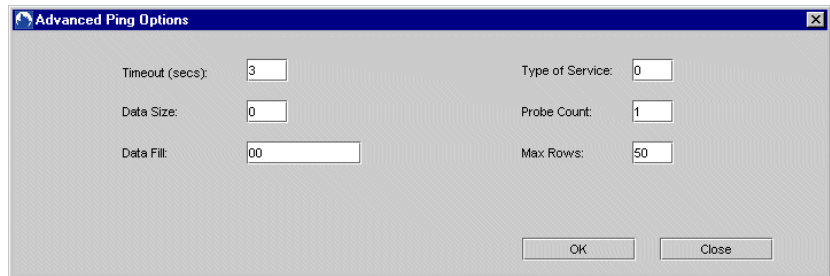 Advanced Ping Options
Timeout (secs): 3 Type of Service: 0
Data Size: 0 Probe Count: 1
Data Fill: 00 Max Rows: 50
OK Close